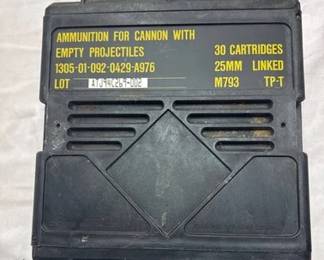 AMMUNITION FOR CANNON WITH
EMPTY PROJECTILES 30 CARTRIDGES
1305-01-092-0429-A976 25MM LINKED
LOT M793 TP-T